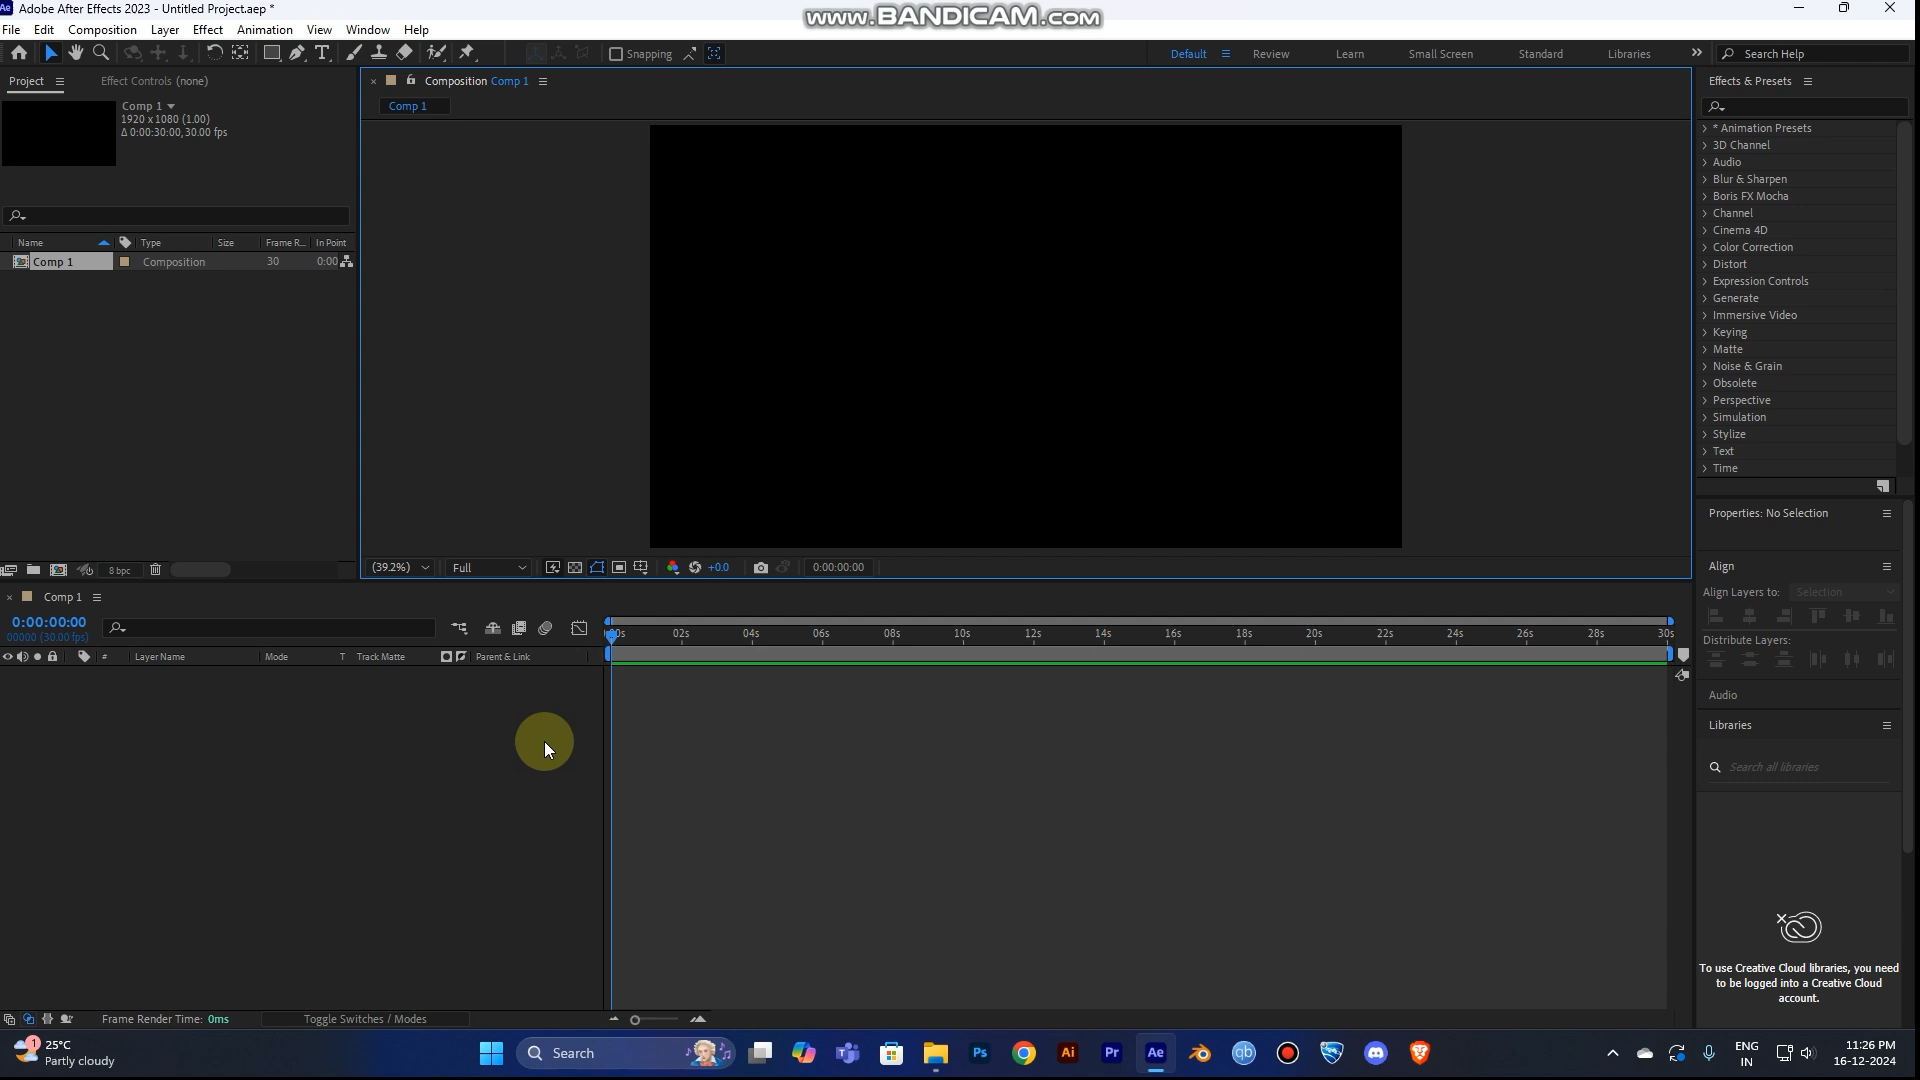 Ae Adobe After Effects 2023 - Untitled Project.aep *
www.BANDICAM.com
File Edit Composition Layer Effect Animation View Window Help
Snapping
Default Review Learn Small Screen Standard Libraries Search Help
Project Effect Controls (none)
Composition Comp 1
Effects & Presets
Comp 1
1920 x 1080 (1.00)
Δ 0:00:30:00, 30.00 fps
Comp 1
* Animation Presets
3D Channel
Audio
Blur & Sharpen
Boris FX Mocha
Channel
Cinema 4D
Color Correction
Distort
Expression Controls
Generate
Immersive Video
Keying
Matte
Noise & Grain
Obsolete
Perspective
Simulation
Stylize
Text
Time
Name Type Size Frame R... In Point
Comp 1 Composition 30 0:00
8 bpc
(39.2%) Full +0.0 0:00:00:00
Properties: No Selection
Align
Align Layers to: Selection
Distribute Layers:
Audio
Libraries
Search all libraries
To use Creative Cloud libraries, you need
to be logged into a Creative Cloud
account.
Comp 1
0:00:00:00
00000 (30.00 fps)
00s 02s 04s 06s 08s 10s 12s 14s 16s 18s 20s 22s 24s 26s 28s 30s
# Layer Name Mode T Track Matte Parent & Link
Frame Render Time: 0ms Toggle Switches / Modes
1
25°C
Partly cloudy
Search
Ps Ai Pr Ae qb
ENG
IN
11:26 PM
16-12-2024